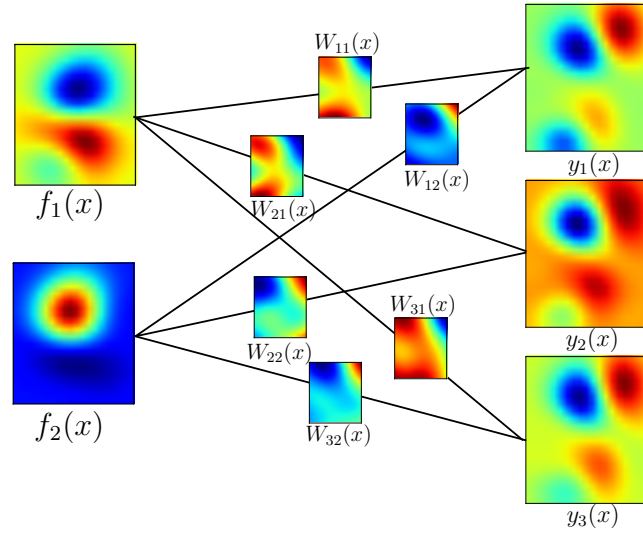 W₁₁(x)
f₁(x)
W₁₂(x)
y₁(x)
W₂₁(x)
W₃₁(x)
W₂₂(x)
y₂(x)
f₂(x)
W₃₂(x)
y₃(x)